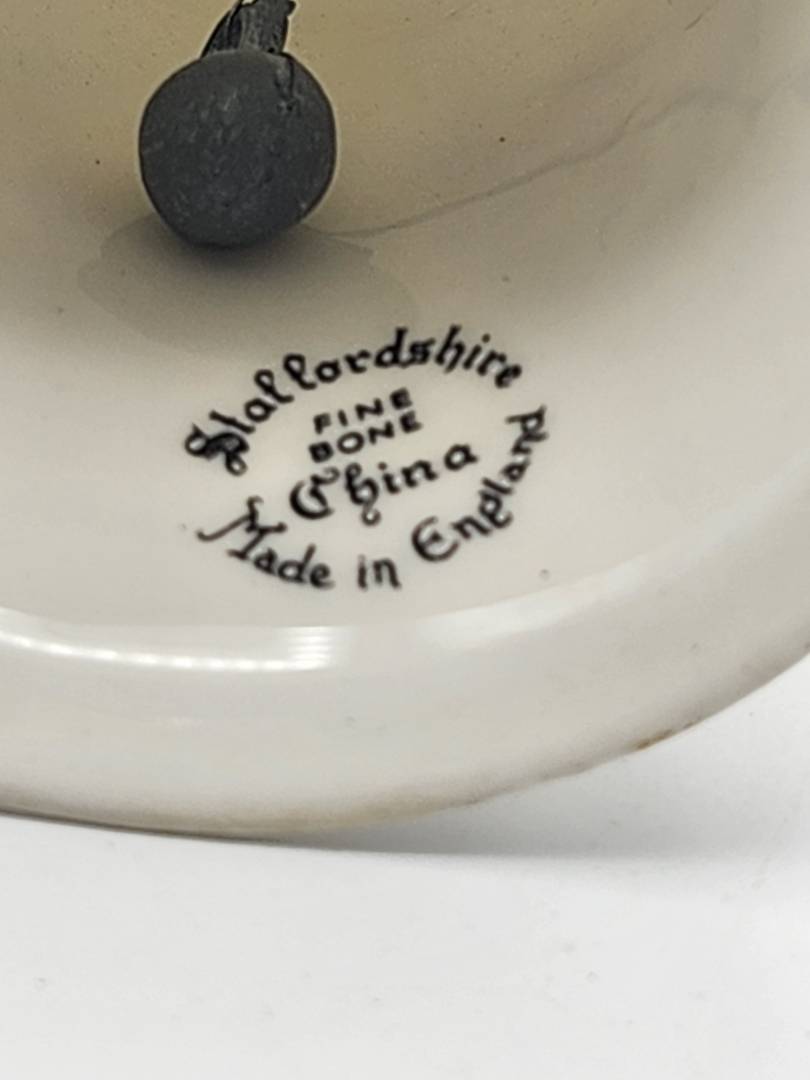 Staffordshire
FINE
BONE
China
Made in England